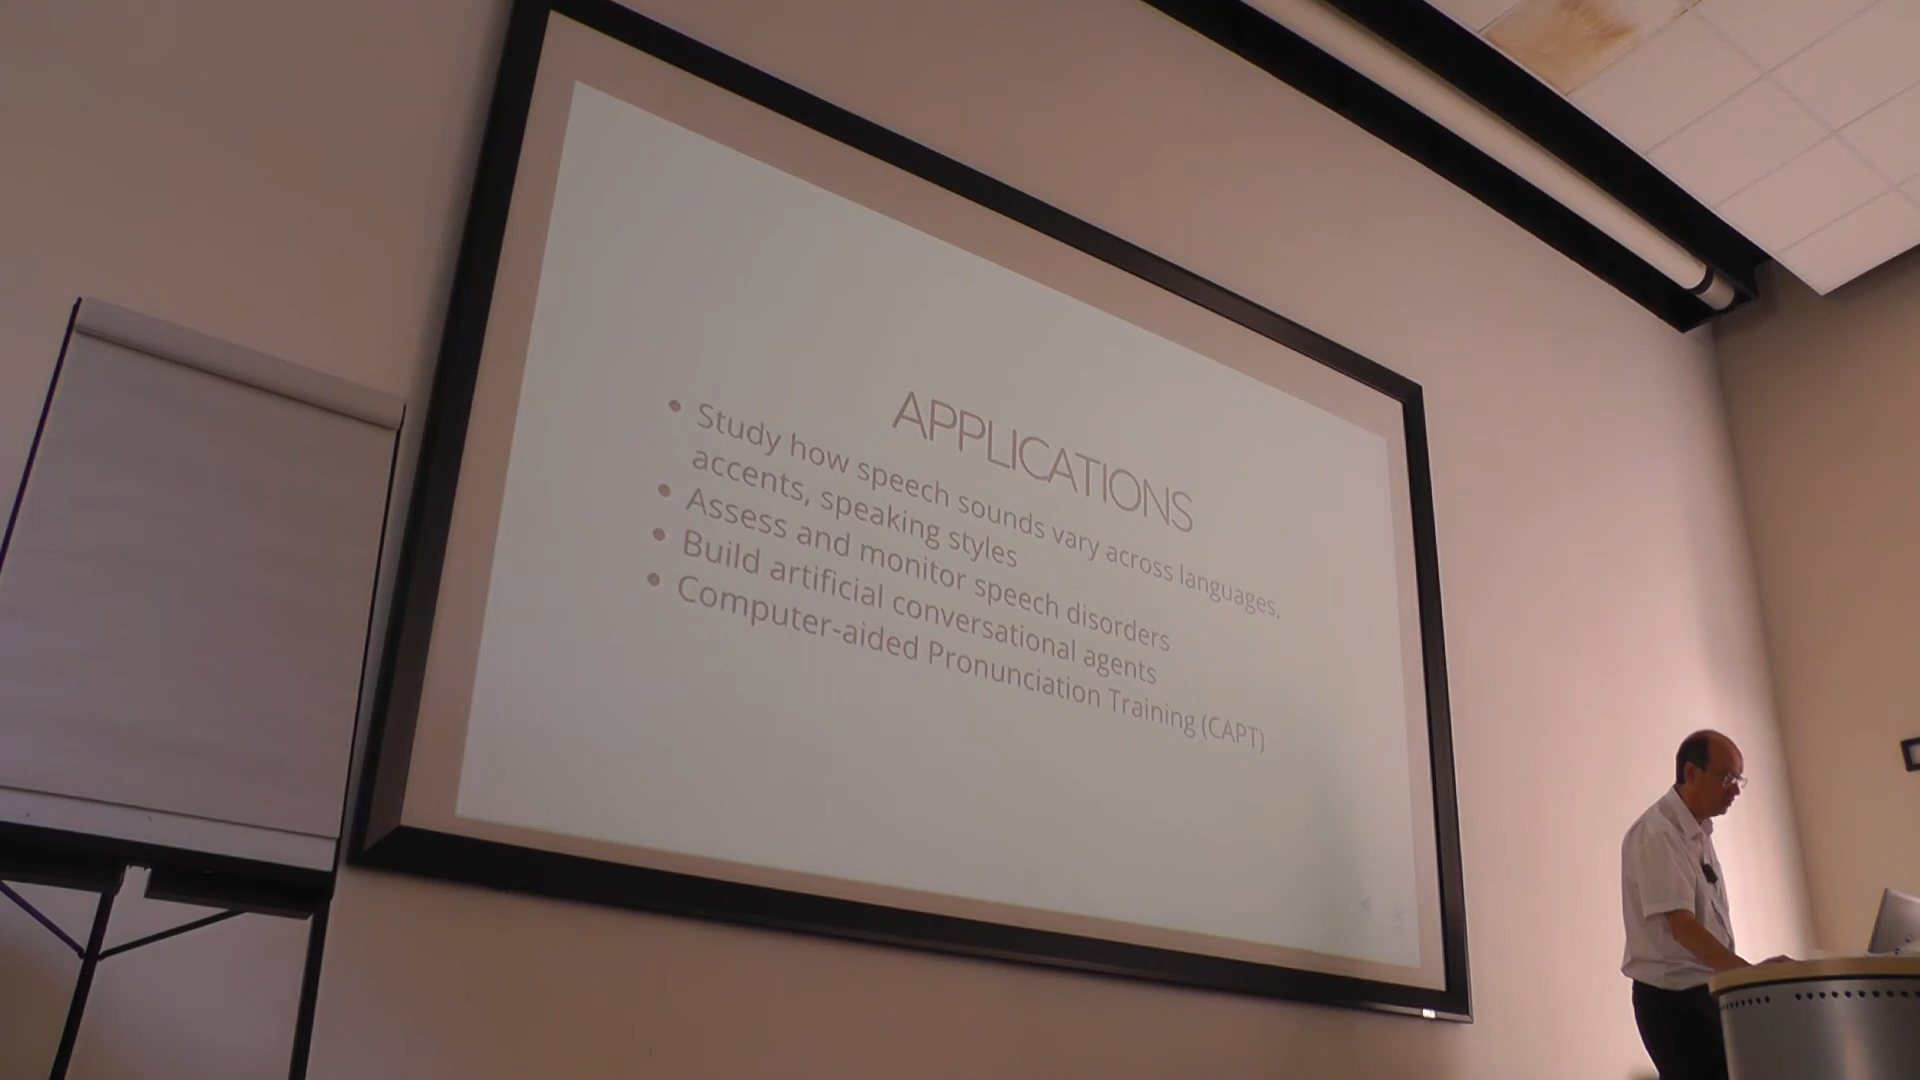 APPLICATIONS
• Study how speech sounds vary across languages,
accents, speaking styles
• Assess and monitor speech disorders
• Build artificial conversational agents
• Computer-aided Pronunciation Training (CAPT)